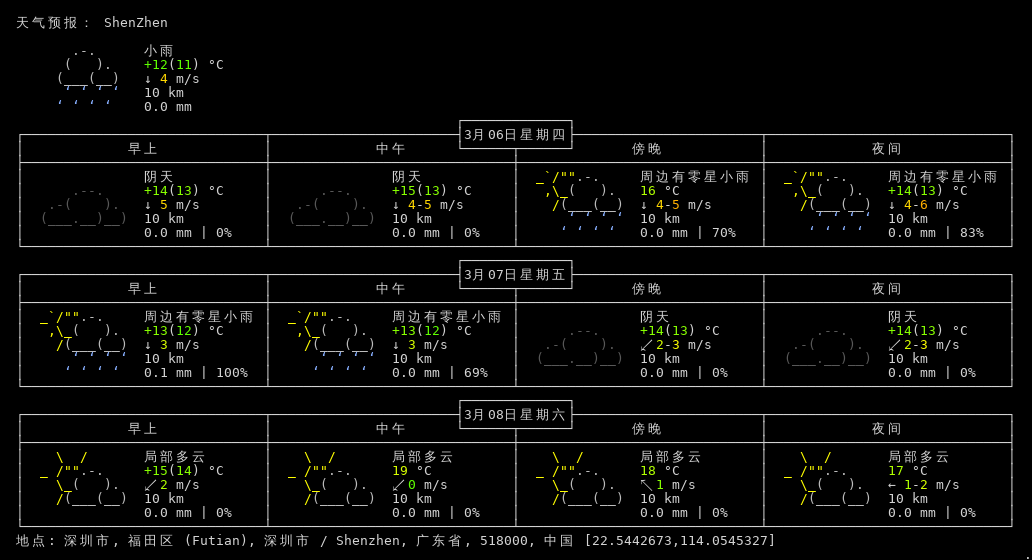 天气预报： ShenZhen
小雨
+12(11) °C
↓ 4 m/s
10 km
0.0 mm
3月06日星期四
早上 中午 傍晚 夜间
阴天 阴天 周边有零星小雨 周边有零星小雨
+14(13) °C +15(13) °C 16 °C +14(13) °C
↓ 5 m/s ↓ 4-5 m/s ↓ 4-5 m/s ↓ 4-6 m/s
10 km 10 km 10 km 10 km
0.0 mm | 0% 0.0 mm | 0% 0.0 mm | 70% 0.0 mm | 83%
3月07日星期五
早上 中午 傍晚 夜间
周边有零星小雨 周边有零星小雨 阴天 阴天
+13(12) °C +13(12) °C +14(13) °C +14(13) °C
↓ 3 m/s ↓ 3 m/s ↙ 2-3 m/s ↙ 2-3 m/s
10 km 10 km 10 km 10 km
0.1 mm | 100% 0.0 mm | 69% 0.0 mm | 0% 0.0 mm | 0%
3月08日星期六
早上 中午 傍晚 夜间
局部多云 局部多云 局部多云 局部多云
+15(14) °C 19 °C 18 °C 17 °C
↙ 2 m/s ↙ 0 m/s ↖ 1 m/s ← 1-2 m/s
10 km 10 km 10 km 10 km
0.0 mm | 0% 0.0 mm | 0% 0.0 mm | 0% 0.0 mm | 0%
地点: 深圳市, 福田区 (Futian), 深圳市 / Shenzhen, 广东省, 518000, 中国 [22.5442673,114.0545327]